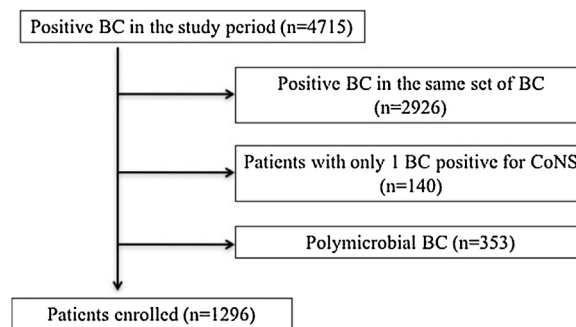 Positive BC in the study period (n=4715)
Positive BC in the same set of BC
(n=2926)
Patients with only 1 BC positive for CoNS
(n=140)
Polymicrobial BC (n=353)
Patients enrolled (n=1296)